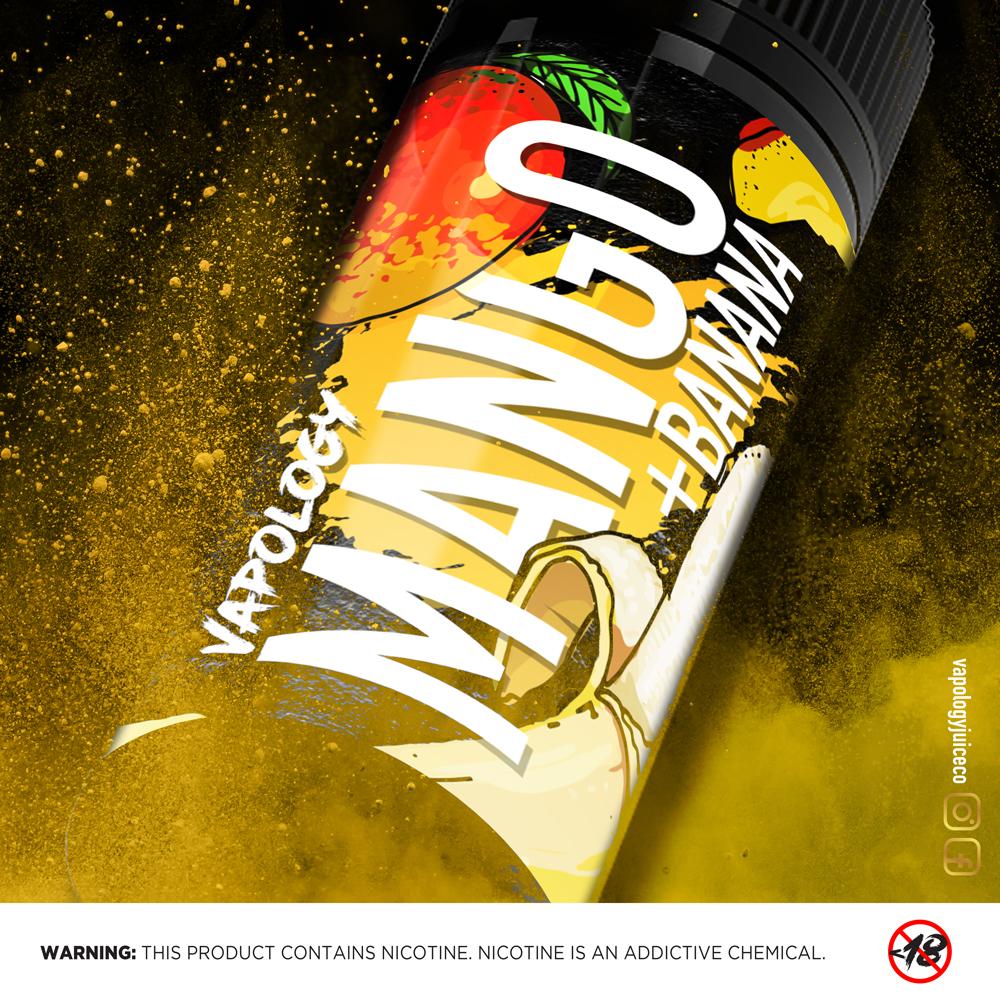 VAPOLOGY
MANGO
+BANANA
vapologyjuiceco
WARNING: THIS PRODUCT CONTAINS NICOTINE. NICOTINE IS AN ADDICTIVE CHEMICAL.
<18